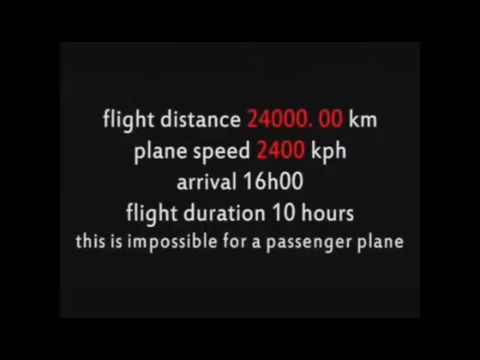 flight distance 24000. 00 km
plane speed 2400 kph
arrival 16h00
flight duration 10 hours
this is impossible for a passenger plane